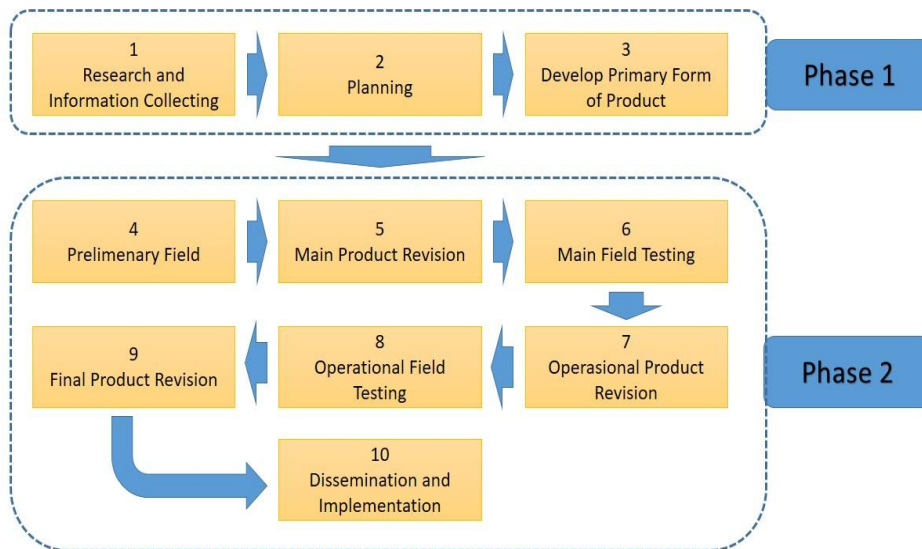 1
Research and
Information Collecting
2
Planning
3
Develop Primary Form
of Product
Phase 1
4
Prelimenary Field
5
Main Product Revision
6
Main Field Testing
7
Operasional Product
Revision
8
Operational Field
Testing
9
Final Product Revision
Phase 2
10
Dissemination and
Implementation